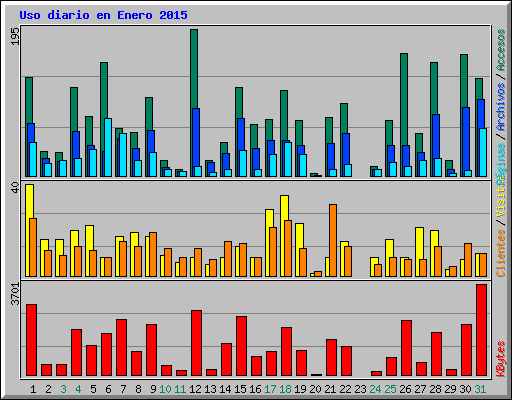 Uso diario en Enero 2015
195
40
3701
Accesos / Archivos / Páginas
Visitas / Clientes
KBytes
1 2 3 4 5 6 7 8 9 10 11 12 13 14 15 16 17 18 19 20 21 22 23 24 25 26 27 28 29 30 31